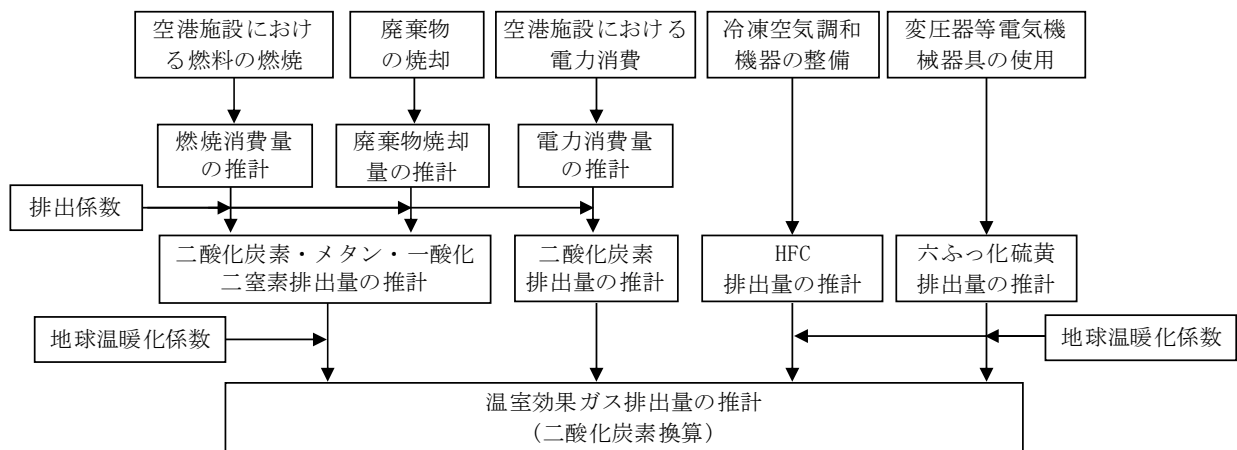 空港施設におけ
る燃料の燃焼
廃棄物
の焼却
空港施設における
電力消費
冷凍空気調和
機器の整備
変圧器等電気機
械器具の使用
燃焼消費量
の推計
廃棄物焼却
量の推計
電力消費量
の推計
排出係数
二酸化炭素・メタン・一酸化
二窒素排出量の推計
二酸化炭素
排出量の推計
HFC
排出量の推計
六ふっ化硫黄
排出量の推計
地球温暖化係数
地球温暖化係数
温室効果ガス排出量の推計
(二酸化炭素換算)